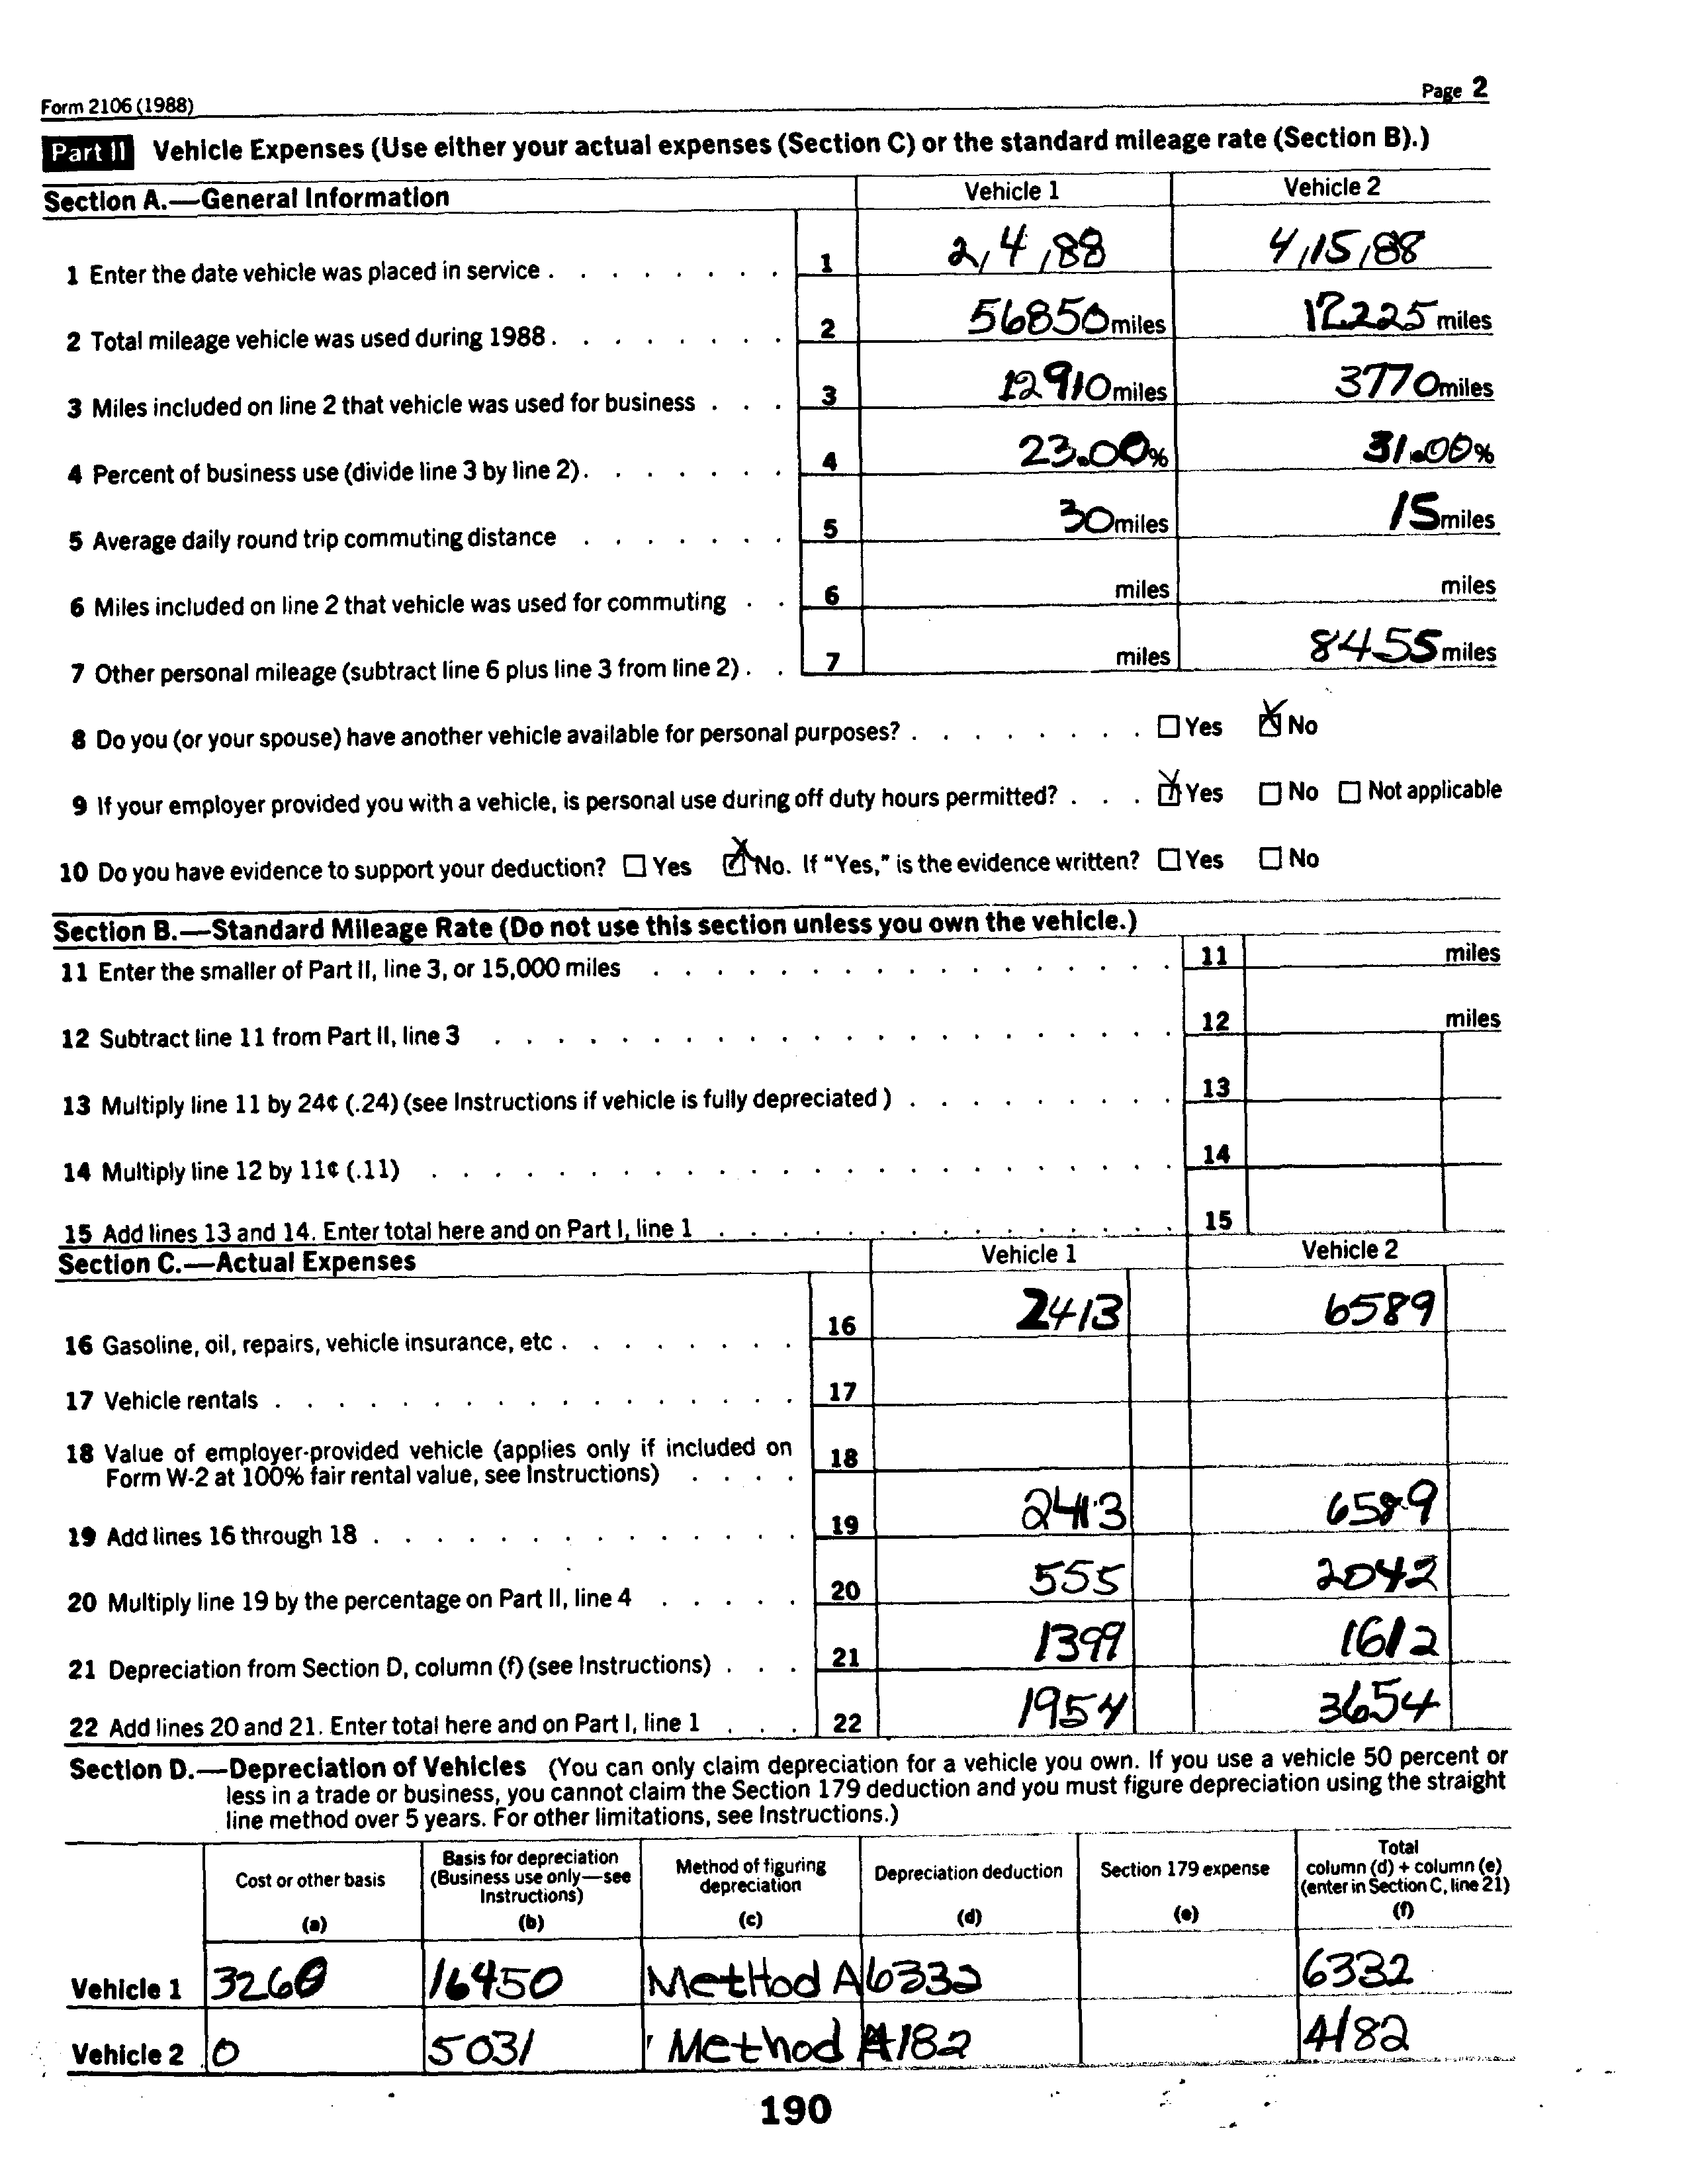 Form 2106 (1988)
Page 2
Part II Vehicle Expenses (Use either your actual expenses (Section C) or the standard mileage rate (Section B).)
Section A.—General Information Vehicle 1 Vehicle 2
1 Enter the date vehicle was placed in service . . . . . . . . 1 2/4/88 4/15/88
2 Total mileage vehicle was used during 1988 . . . . . . . . 2 56850 miles 12225 miles
3 Miles included on line 2 that vehicle was used for business . . . 3 12910 miles 3770 miles
4 Percent of business use (divide line 3 by line 2) . . . . . . . 4 23.00% 31.00%
5 Average daily round trip commuting distance . . . . . . . 5 30 miles 15 miles
6 Miles included on line 2 that vehicle was used for commuting . . 6 miles miles
7 Other personal mileage (subtract line 6 plus line 3 from line 2) . . 7 miles 8455 miles
8 Do you (or your spouse) have another vehicle available for personal purposes? . . . . . . . . ☐ Yes ☒ No
9 If your employer provided you with a vehicle, is personal use during off duty hours permitted? . . . ☒ Yes ☐ No ☐ Not applicable
10 Do you have evidence to support your deduction? ☐ Yes ☒ No. If "Yes," is the evidence written? ☐ Yes ☐ No
Section B.—Standard Mileage Rate (Do not use this section unless you own the vehicle.)
11 Enter the smaller of Part II, line 3, or 15,000 miles . . . . . . . . . . . . . . . . . 11 miles
12 Subtract line 11 from Part II, line 3 . . . . . . . . . . . . . . . . . . . . . . 12 miles
13 Multiply line 11 by 24¢ (.24) (see Instructions if vehicle is fully depreciated ) . . . . . . . . . 13
14 Multiply line 12 by 11¢ (.11) . . . . . . . . . . . . . . . . . . . . . . . . 14
15 Add lines 13 and 14. Enter total here and on Part I, line 1 . . . . . . . . . . . . . . . 15
Section C.—Actual Expenses Vehicle 1 Vehicle 2
16 Gasoline, oil, repairs, vehicle insurance, etc . . . . . . . . 16 2413 6589
17 Vehicle rentals . . . . . . . . . . . . . . . . . 17
18 Value of employer-provided vehicle (applies only if included on 18
Form W-2 at 100% fair rental value, see Instructions) . . . .
19 Add lines 16 through 18 . . . . . . . . . . . . . . 19 2413 6589
20 Multiply line 19 by the percentage on Part II, line 4 . . . . . 20 555 2042
21 Depreciation from Section D, column (f) (see Instructions) . . . 21 1399 1612
22 Add lines 20 and 21. Enter total here and on Part I, line 1 . . . 22 1954 3654
Section D.—Depreciation of Vehicles (You can only claim depreciation for a vehicle you own. If you use a vehicle 50 percent or
less in a trade or business, you cannot claim the Section 179 deduction and you must figure depreciation using the straight
line method over 5 years. For other limitations, see Instructions.)
Cost or other basis
(a)
Basis for depreciation
(Business use only—see
Instructions)
(b)
Method of figuring
depreciation
(c)
Depreciation deduction
(d)
Section 179 expense
(e)
Total
column (d) + column (e)
(enter in Section C, line 21)
(f)
Vehicle 1 3260 16450 Method A 6332 6332
Vehicle 2 0 5031 Method A 4182 4182
190